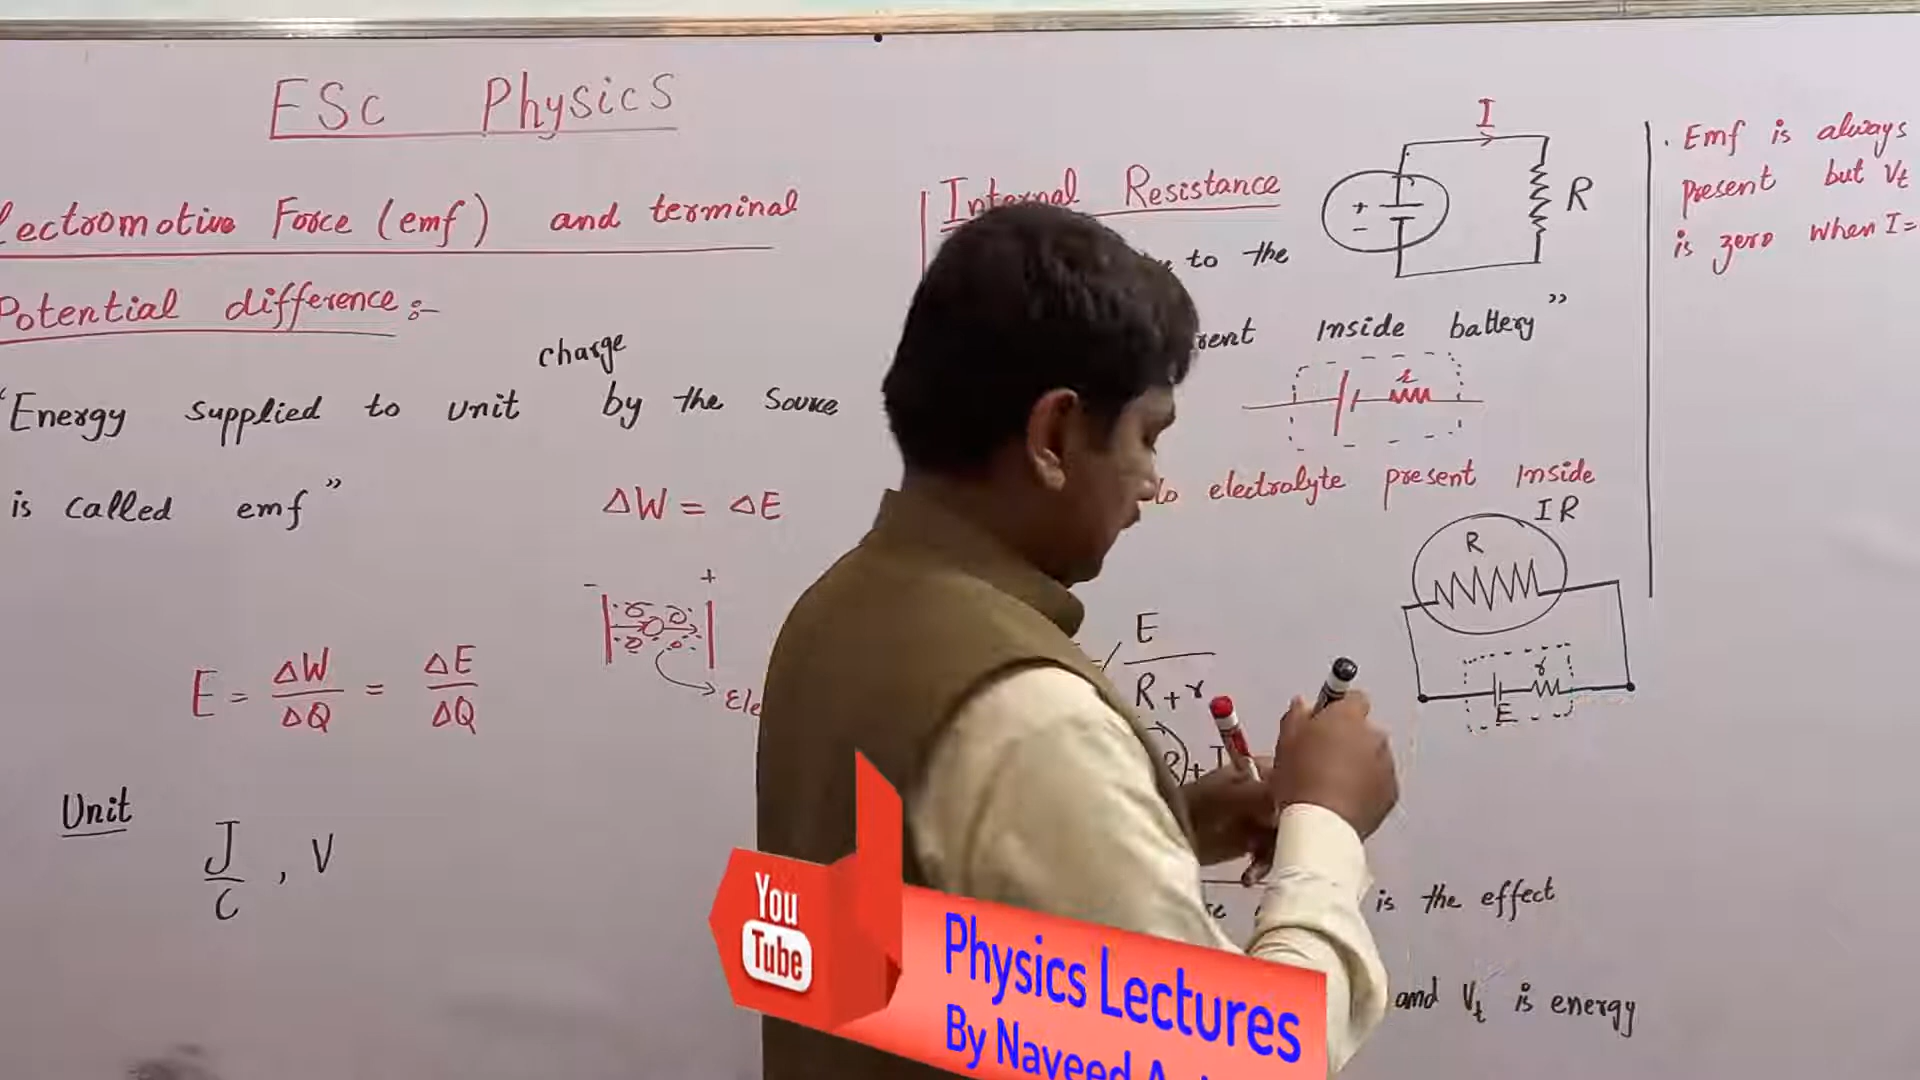 FSc Physics
lectromotive Force (emf) and terminal
Potential difference:-
charge
“Energy supplied to unit by the Source
is called emf”
ΔW = ΔE
- +
E = ΔW/ΔQ = ΔE/ΔQ
Ele
Unit
J/C , V
Internal Resistance
to the
rent Inside battery”
r
electrolyte present Inside
I
+
-
R
IR
R
E r
E/R+r
R)+I
is the effect
and Vt is energy
. Emf is always
present but Vt
is zero when I=
You
Tube
Physics Lectures
By Naveed